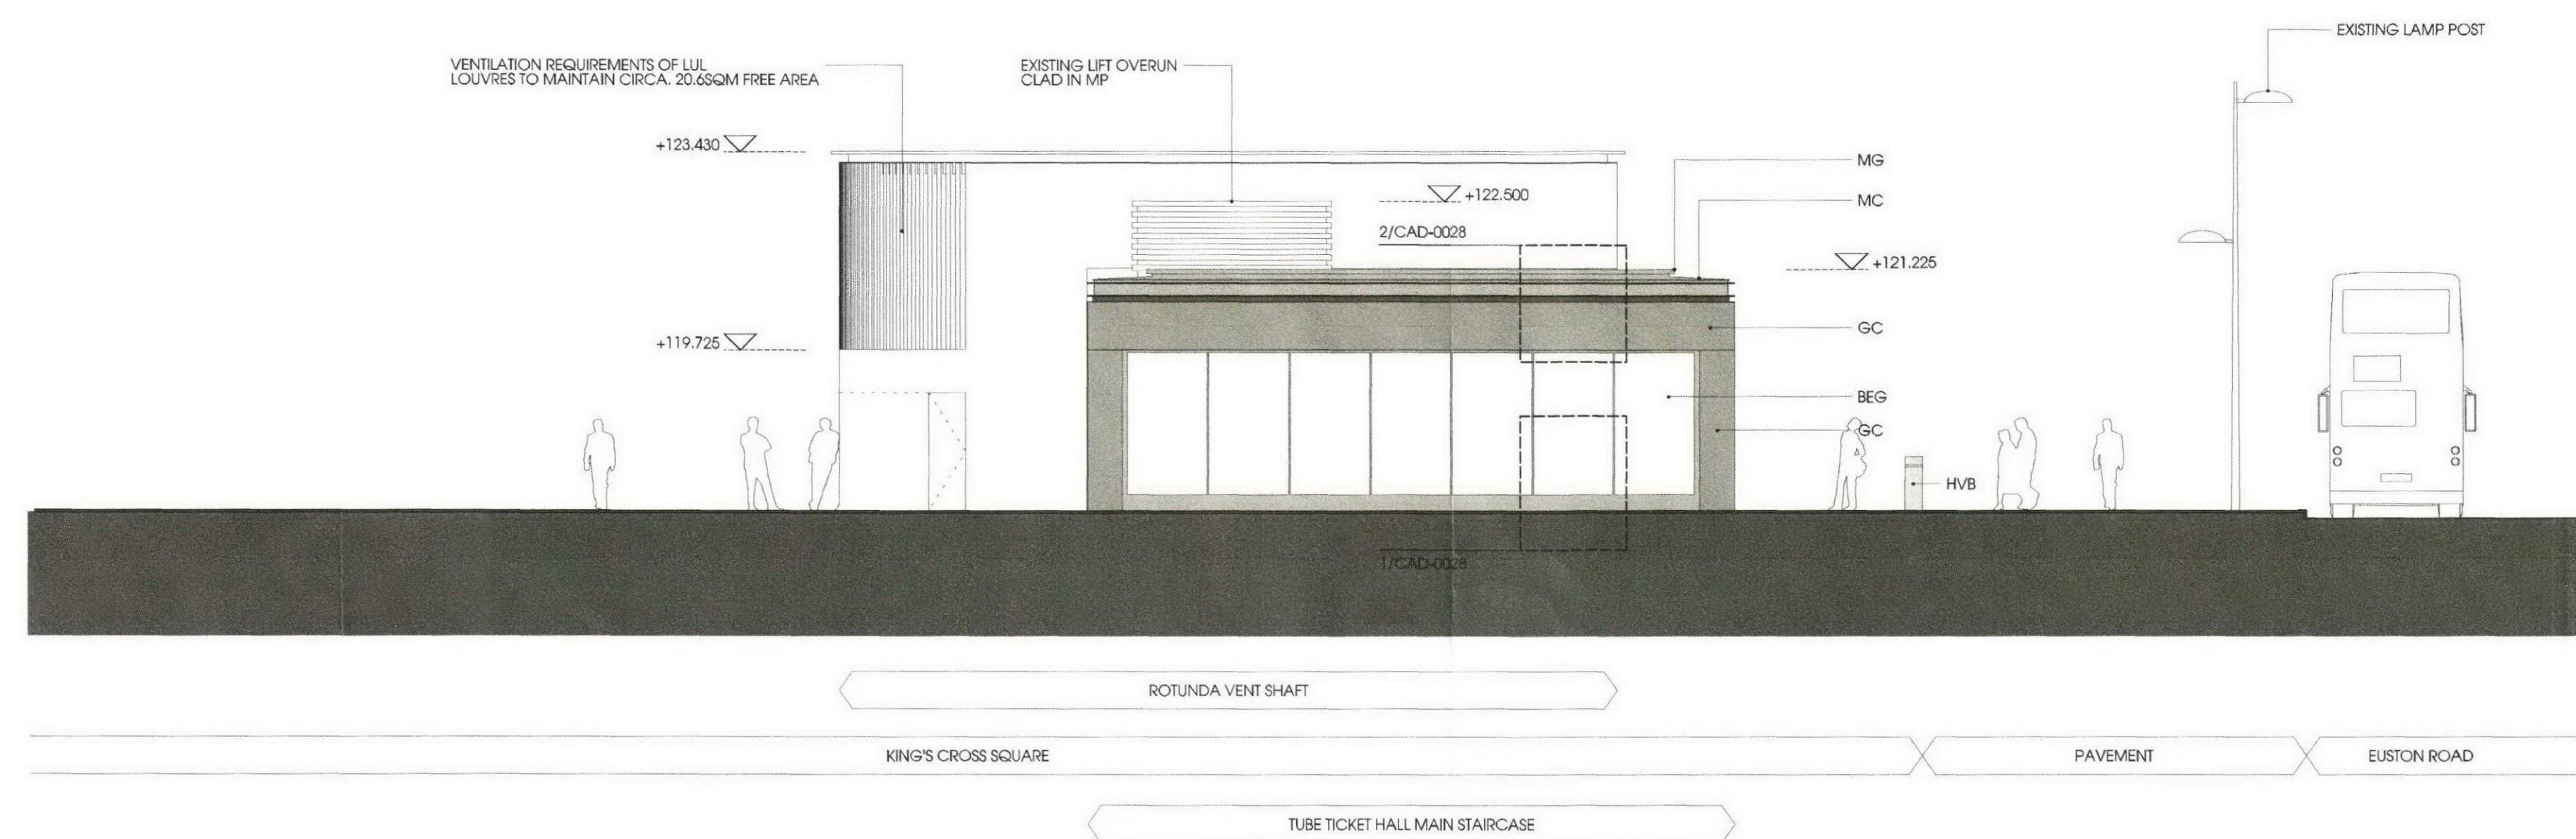 EXISTING LAMP POST
VENTILATION REQUIREMENTS OF LUL
LOUVRES TO MAINTAIN CIRCA. 20.6SQM FREE AREA
EXISTING LIFT OVERUN
CLAD IN MP
+123.430
MG
+122.500
MC
2/CAD-0028
+121.225
GC
+119.725
BEG
GC
HVB
1/CAD-0028
ROTUNDA VENT SHAFT
KING'S CROSS SQUARE
PAVEMENT
EUSTON ROAD
TUBE TICKET HALL MAIN STAIRCASE